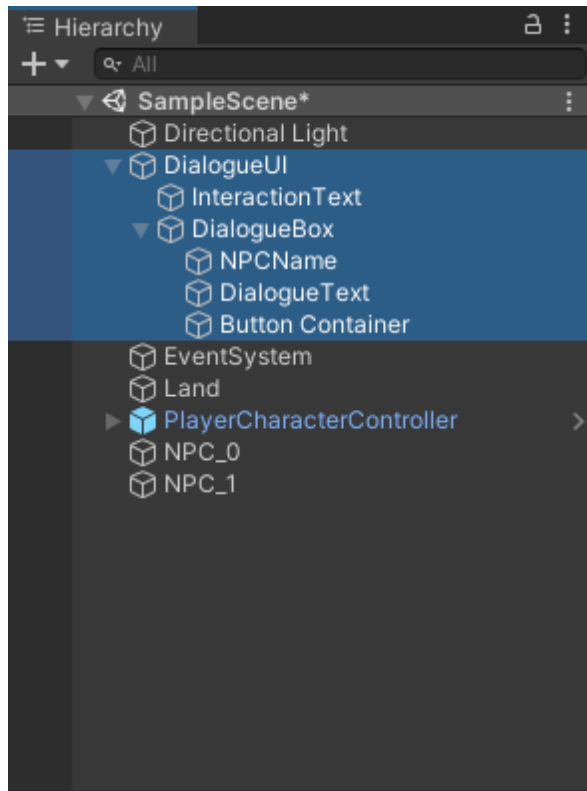 Hierarchy
All
SampleScene*
Directional Light
DialogueUI
InteractionText
DialogueBox
NPCName
DialogueText
Button Container
EventSystem
Land
PlayerCharacterController
NPC_0
NPC_1